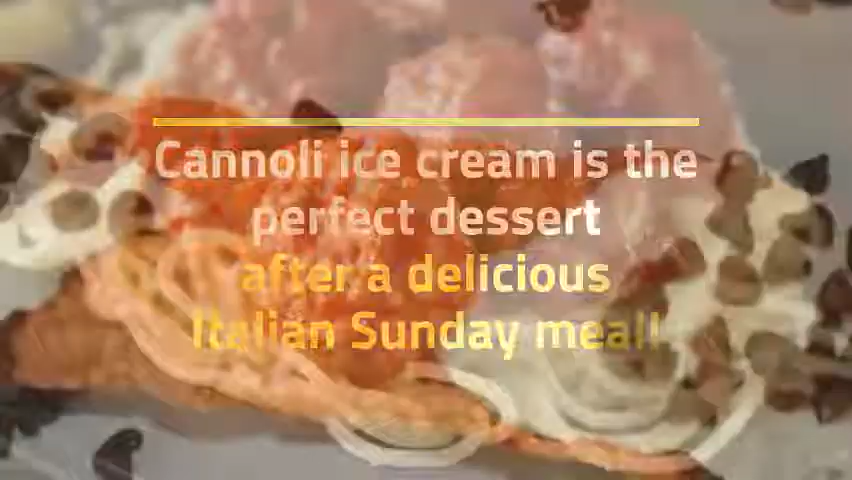 Cannoli ice cream is the
perfect dessert
after a delicious
Italian Sunday meal!